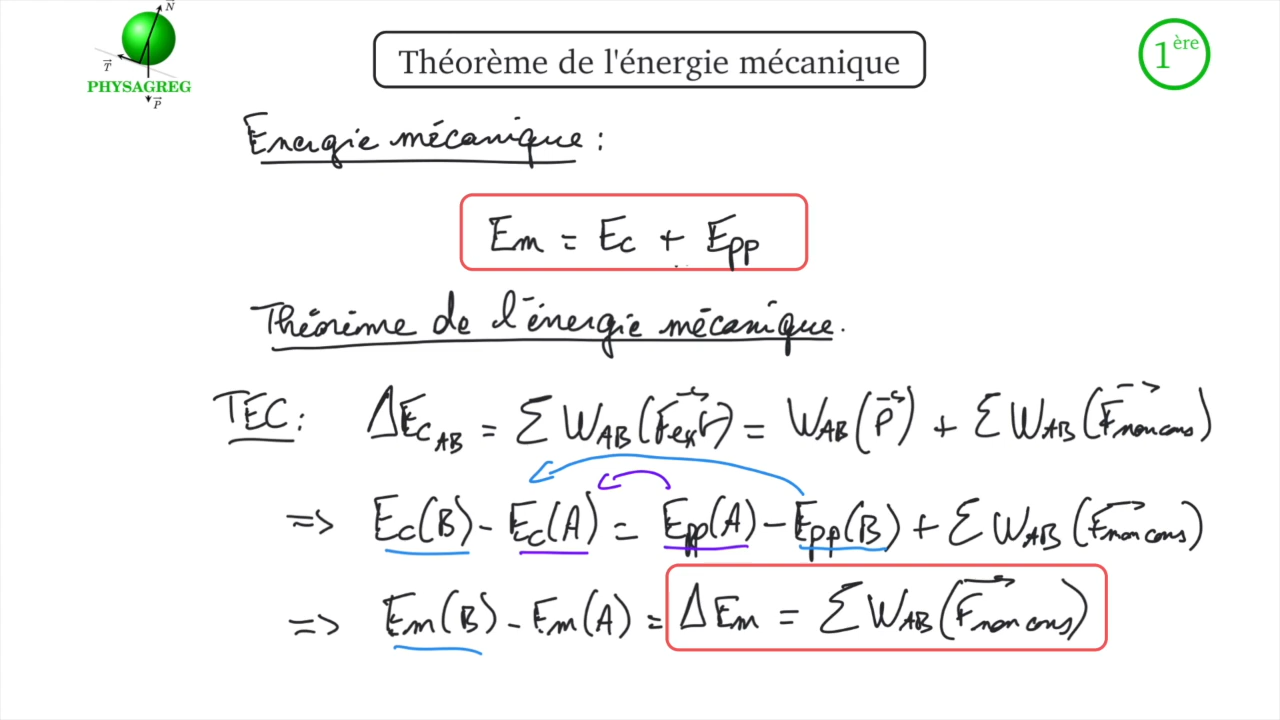 N
T
PHYSAGREG
P
Théorème de l'énergie mécanique
1ère
Energie mécanique :
Em = Ec + Epp
Théorème de l'énergie mécanique.
TEC : ΔEcAB = Σ WAB(Fext) = WAB(P) + Σ WAB(Fnon cons)
=> Ec(B) - Ec(A) = Epp(A) - Epp(B) + Σ WAB(Fnon cons)
=> Em(B) - Em(A) = ΔEm = Σ WAB(Fnon cons)